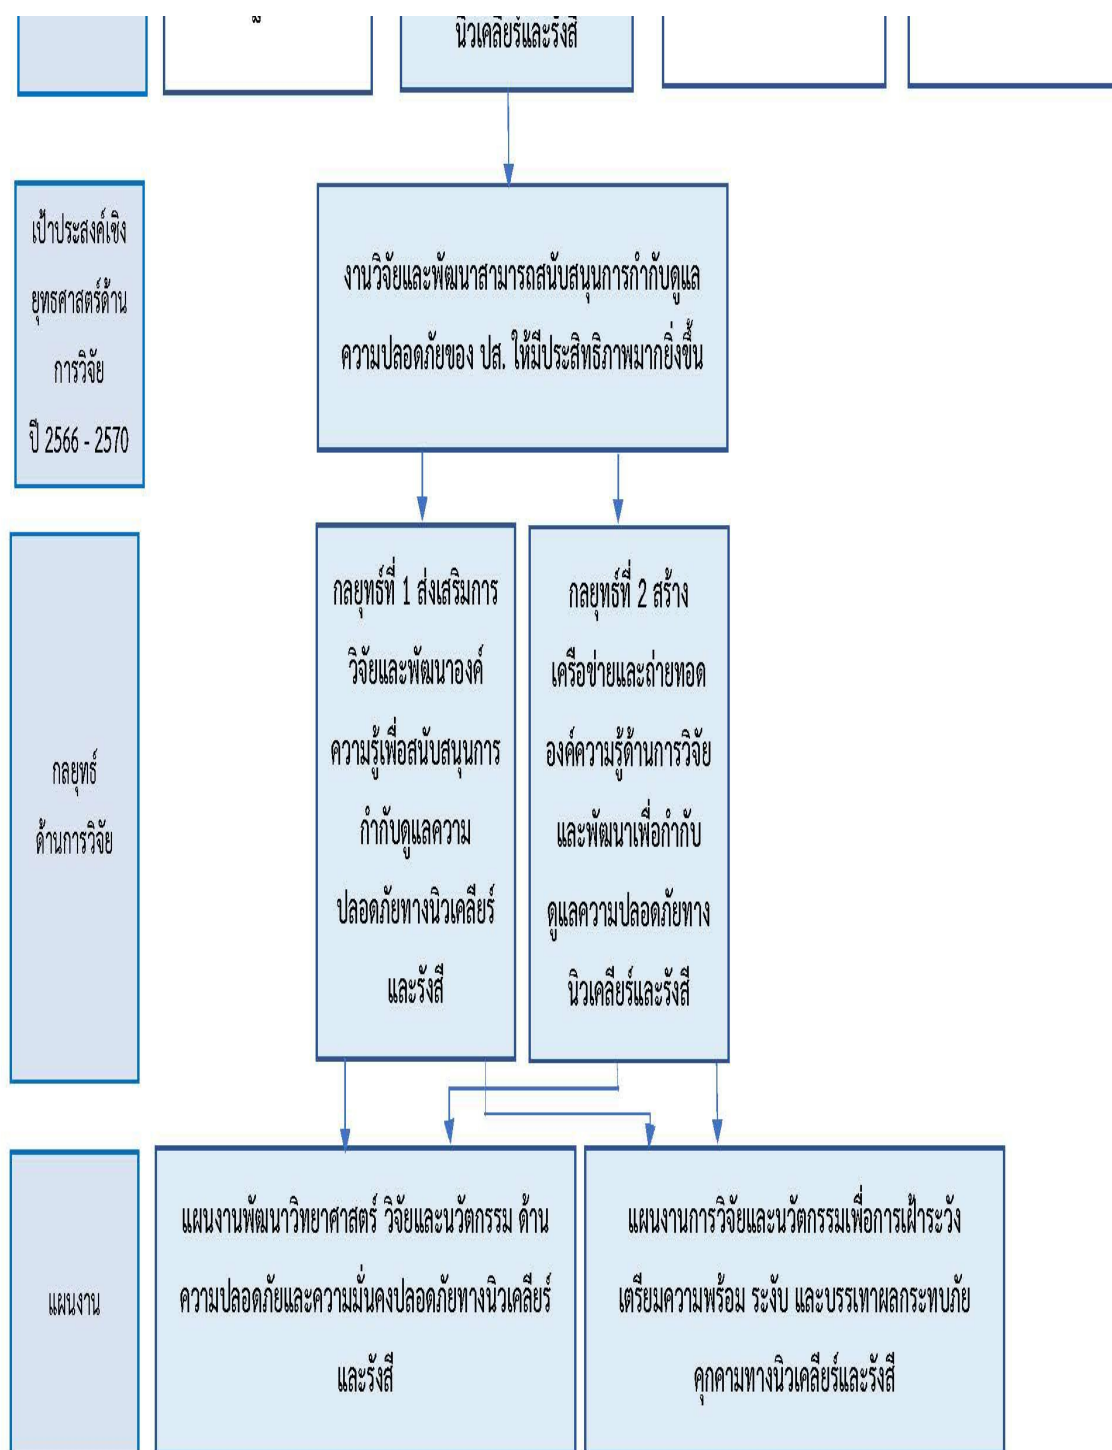 นิวเคลียร์และรังสี
เป้าประสงค์เชิง
ยุทธศาสตร์ด้าน
การวิจัย
ปี 2566 - 2570
งานวิจัยและพัฒนาสามารถสนับสนุนการกำกับดูแล
ความปลอดภัยของ ปส. ให้มีประสิทธิภาพมากยิ่งขึ้น
กลยุทธ์
ด้านการวิจัย
กลยุทธ์ที่ 1 ส่งเสริมการ
วิจัยและพัฒนาองค์
ความรู้เพื่อสนับสนุนการ
กำกับดูแลความ
ปลอดภัยทางนิวเคลียร์
และรังสี
กลยุทธ์ที่ 2 สร้าง
เครือข่ายและถ่ายทอด
องค์ความรู้ด้านการวิจัย
และพัฒนาเพื่อกำกับ
ดูแลความปลอดภัยทาง
นิวเคลียร์และรังสี
แผนงาน
แผนงานพัฒนาวิทยาศาสตร์ วิจัยและนวัตกรรม ด้าน
ความปลอดภัยและความมั่นคงปลอดภัยทางนิวเคลียร์
และรังสี
แผนงานการวิจัยและนวัตกรรมเพื่อการเฝ้าระวัง
เตรียมความพร้อม ระงับ และบรรเทาผลกระทบภัย
คุกคามทางนิวเคลียร์และรังสี